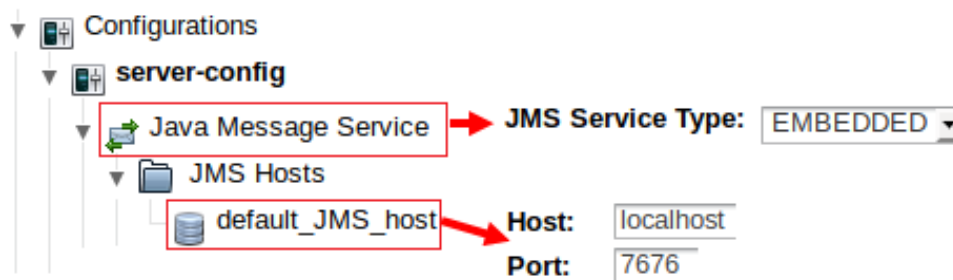 Configurations
server-config
Java Message Service JMS Service Type: EMBEDDED
JMS Hosts
default_JMS_host Host: localhost
Port: 7676